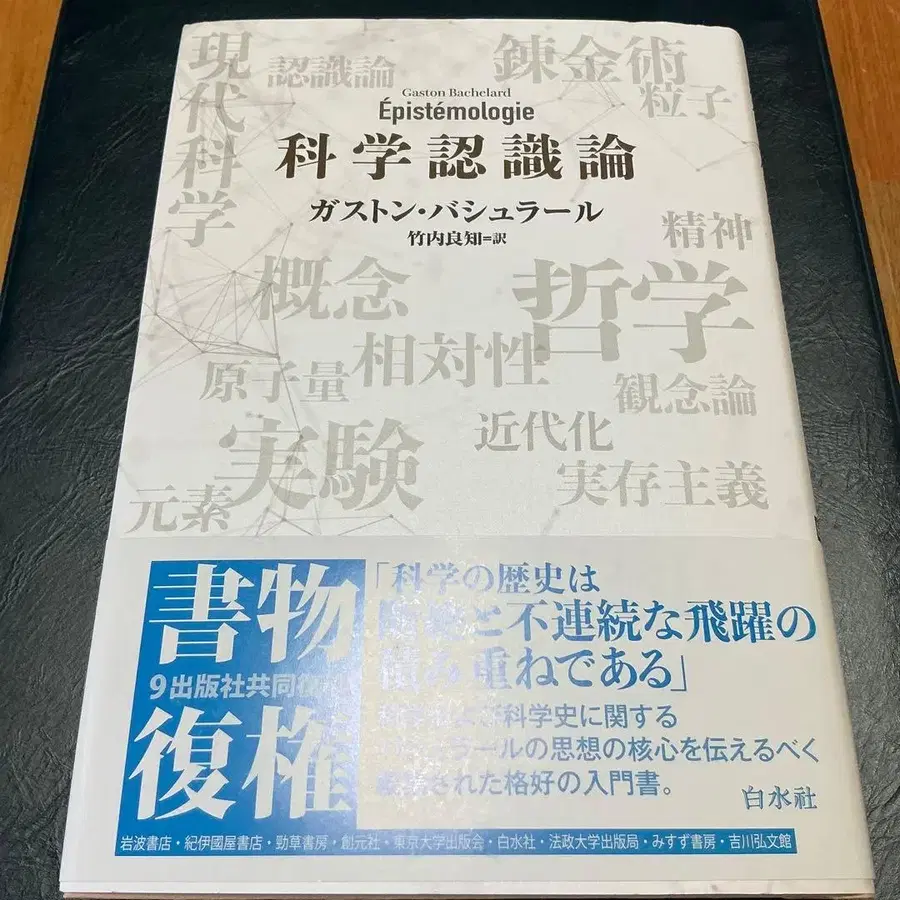 現代科学
認識論
錬金術
粒子
Gaston Bachelard
Épistémologie
科学認識論
ガストン・バシュラール
竹内良知=訳
精神
概念
哲学
相対性
原子量
観念論
近代化
実験
実存主義
元素
書物
9出版社共同復
復権
「科学の歴史は
と不連続な飛躍の
み重ねである」
び科学史に関する
ラールの思想の核心を伝えるべく
された格好の入門書。
白水社
岩波書店・紀伊國屋書店・勁草書房・創元社・東京大学出版会・白水社・法政大学出版局・みすず書房・吉川弘文館